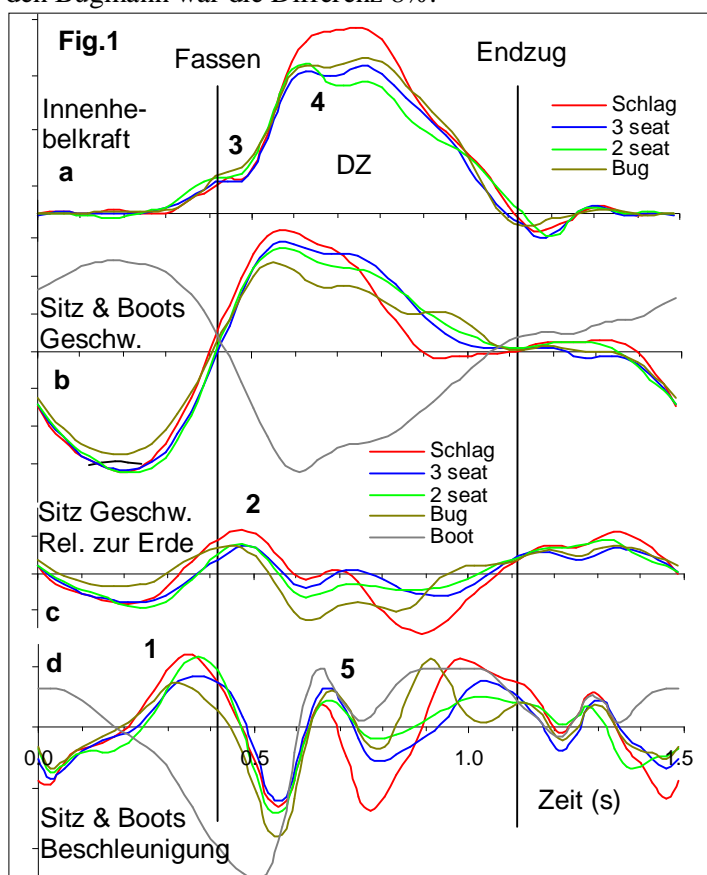 den Bugmann war die Differenz 8%.
Fig.1
Fassen
Endzug
Innenhe-
belkraft
a
3
4
DZ
Schlag
3 seat
2 seat
Bug
Sitz & Boots
Geschw.
b
Schlag
3 seat
2 seat
Bug
Boot
2
Sitz Geschw.
Rel. zur Erde
c
d
1
5
0.0
0.5
1.0
1.5
Zeit (s)
Sitz & Boots
Beschleunigung